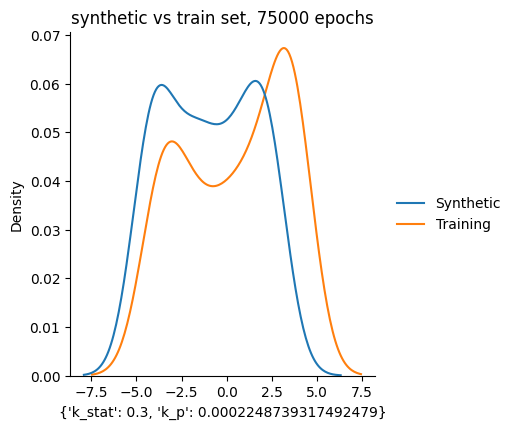 synthetic vs train set, 75000 epochs
0.07
0.06
0.05
0.04
0.03
0.02
0.01
0.00
Density
−7.5 −5.0 −2.5 0.0 2.5 5.0 7.5
{'k_stat': 0.3, 'k_p': 0.0002248739317492479}
Synthetic
Training